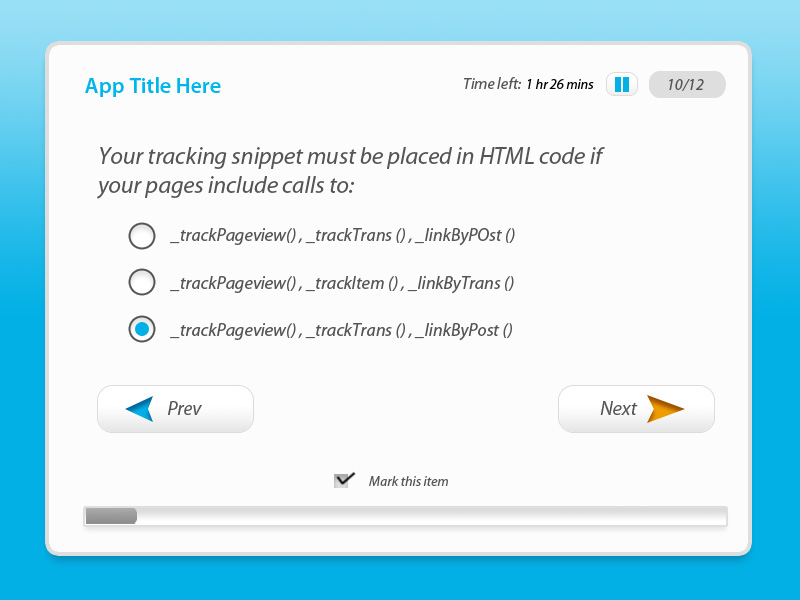 App Title Here
Time left: 1 hr 26 mins
10/12
Your tracking snippet must be placed in HTML code if
your pages include calls to:
_trackPageview() , _trackTrans () , _linkByPOst ()
_trackPageview() , _trackItem () , _linkByTrans ()
_trackPageview() , _trackTrans () , _linkByPost ()
Prev
Next
Mark this item